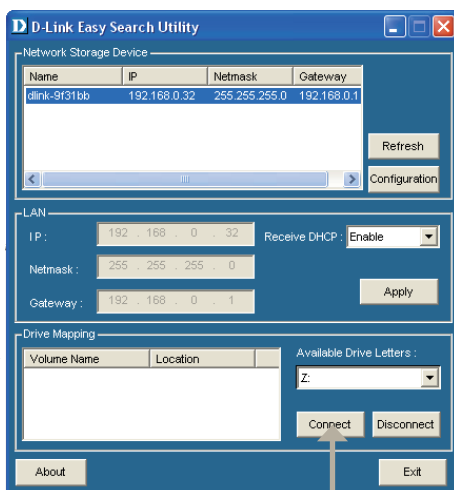 D D-Link Easy Search Utility
Network Storage Device
Name IP Netmask Gateway
dlink-9f31bb 192.168.0.32 255.255.255.0 192.168.0.1
Refresh
Configuration
LAN
IP: 192 . 168 . 0 . 32 Receive DHCP : Enable
Netmask : 255 . 255 . 255 . 0
Apply
Gateway : 192 . 168 . 0 . 1
Drive Mapping
Volume Name Location Available Drive Letters :
Z:
Connect Disconnect
About Exit